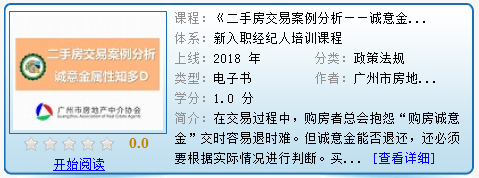 二手房交易案例分析
诚意金属性知多D
广州市房地产中介协会
Guangzhou Association of Real Estate Agents
0.0
开始阅读
课程：《二手房交易案例分析－－诚意金...
体系：新入职经纪人培训课程
上线：2018 年 分类：政策法规
类型：电子书 作者：广州市房地...
学分：1.0 分
简介：在交易过程中，购房者总会抱怨“购房诚意
金”交时容易退时难。但诚意金能否退还，还必须
要根据实际情况进行判断。买... [查看详细]